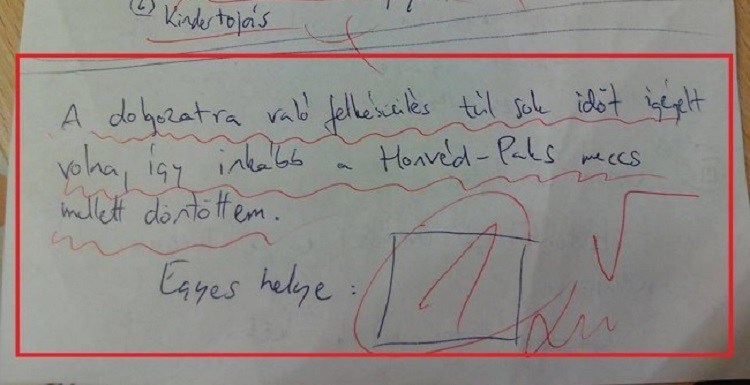 (2)
Kindertojás
A dolgozatra való felkészülés túl sok időt igényelt
volna, így inkább a Honvéd-Paks meccs
mellett döntöttem.
Egyes helye:
1